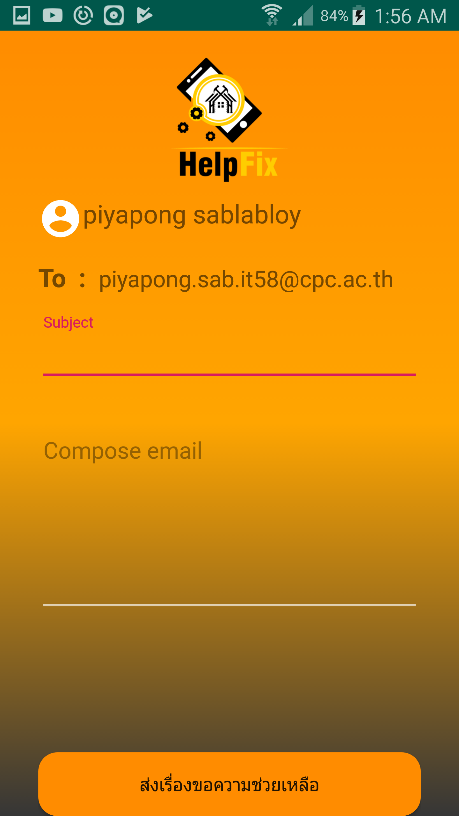 84% 1:56 AM
HelpFix
piyapong sablabloy
To : piyapong.sab.it58@cpc.ac.th
Subject
Compose email
ส่งเรื่องขอความช่วยเหลือ